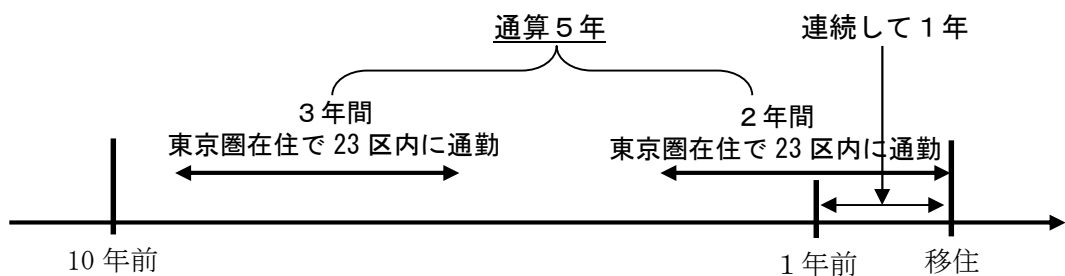 通算５年
連続して１年
３年間
東京圏在住で 23 区内に通勤
２年間
東京圏在住で 23 区内に通勤
10 年前
１年前
移住